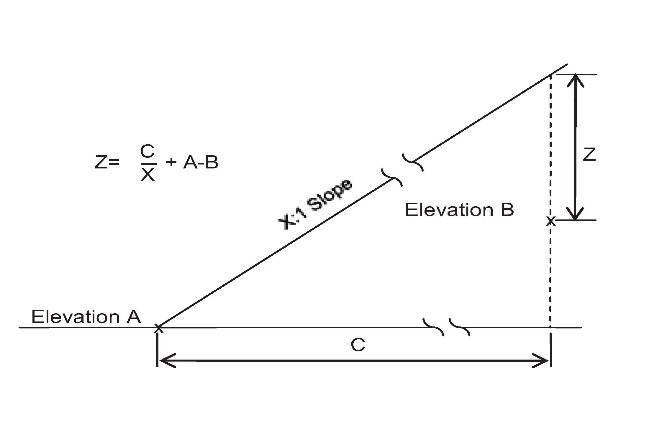 Z= C/X + A-B
X:1 Slope
Z
Elevation B
Elevation A
C